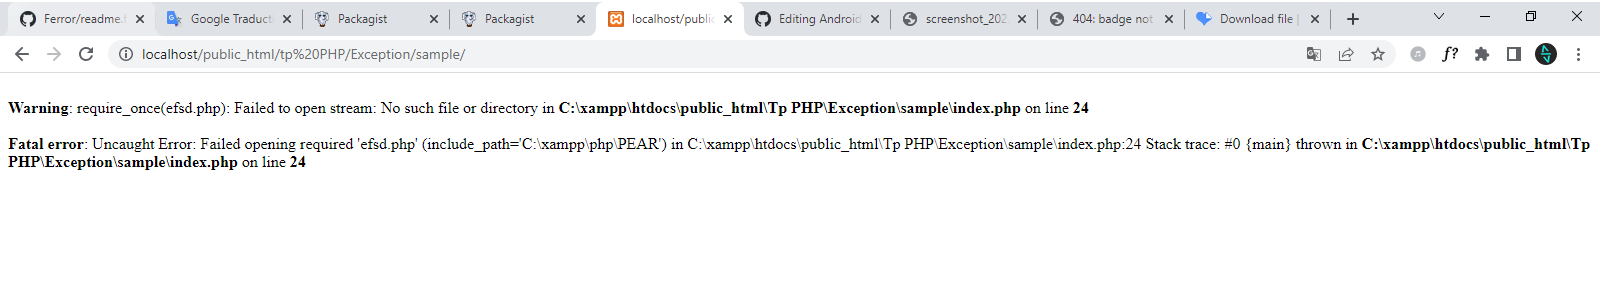 Ferror/readme. Google Traduct Packagist Packagist localhost/public Editing Android screenshot_202 404: badge not Download file
localhost/public_html/tp%20PHP/Exception/sample/ f?
Warning: require_once(efsd.php): Failed to open stream: No such file or directory in C:\xampp\htdocs\public_html\Tp PHP\Exception\sample\index.php on line 24
Fatal error: Uncaught Error: Failed opening required 'efsd.php' (include_path='C:\xampp\php\PEAR') in C:\xampp\htdocs\public_html\Tp PHP\Exception\sample\index.php:24 Stack trace: #0 {main} thrown in C:\xampp\htdocs\public_html\Tp
PHP\Exception\sample\index.php on line 24